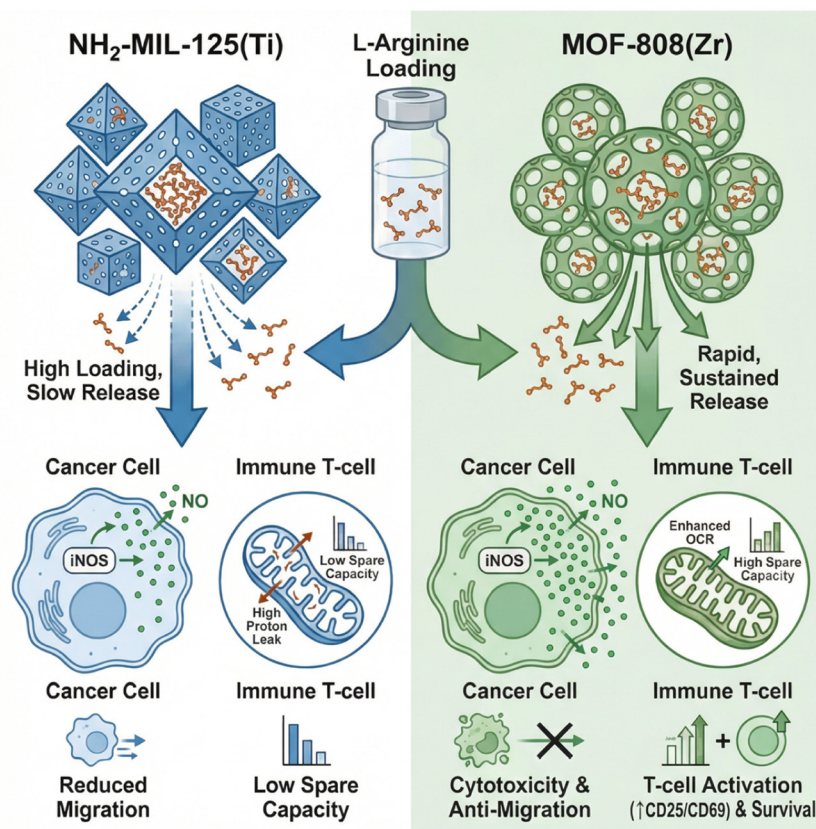 NH₂-MIL-125(Ti)
L-Arginine
Loading
MOF-808(Zr)
High Loading,
Slow Release
Rapid,
Sustained
Release
Cancer Cell
Immune T-cell
NO
iNOS
Low Spare
Capacity
High
Proton
Leak
Cancer Cell
Immune T-cell
NO
iNOS
Enhanced
OCR
High Spare
Capacity
Cancer Cell
Immune T-cell
Cancer Cell
Immune T-cell
Reduced
Migration
Low Spare
Capacity
Cytotoxicity &
Anti-Migration
+
T-cell Activation
(↑CD25/CD69) & Survival